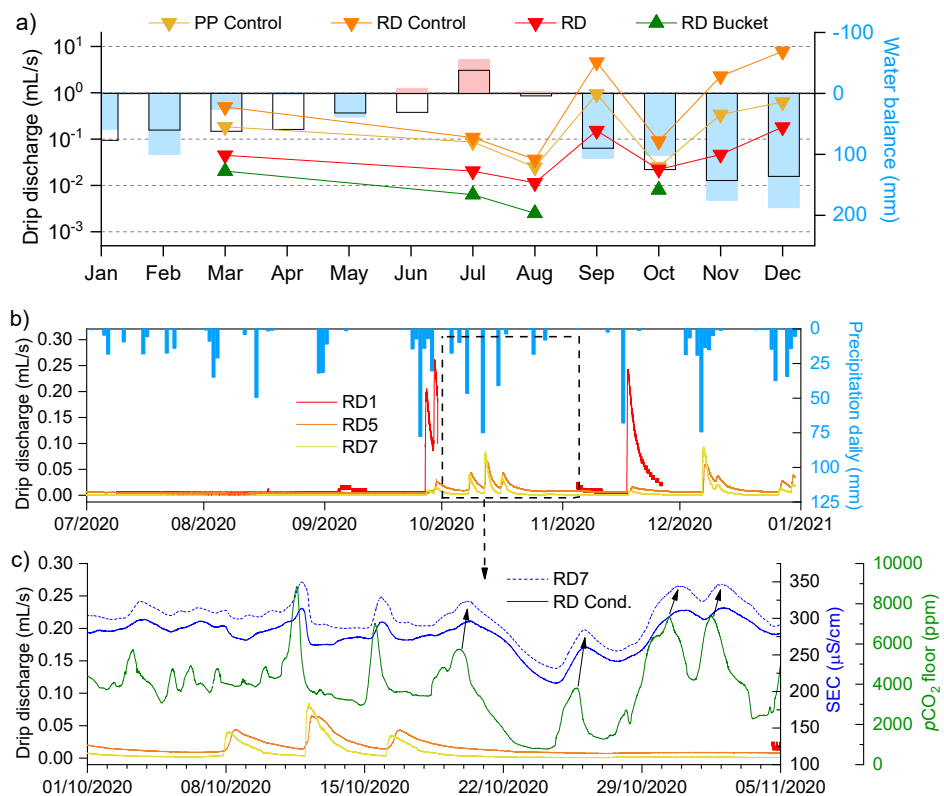 a)
PP Control
RD Control
RD
RD Bucket
Drip discharge (mL/s)
10¹
10⁰
10⁻¹
10⁻²
10⁻³
-100
0
100
200
Water balance (mm)
Jan Feb Mar Apr May Jun Jul Aug Sep Oct Nov Dec
b)
Drip discharge (mL/s)
0.30
0.25
0.20
0.15
0.10
0.05
0.00
RD1
RD5
RD7
0
25
50
75
100
125
Precipitation daily (mm)
07/2020 08/2020 09/2020 10/2020 11/2020 12/2020 01/2021
c)
Drip discharge (mL/s)
0.30
0.25
0.20
0.15
0.10
0.05
0.00
RD7
RD Cond.
350
300
250
200
150
100
SEC (µS/cm)
10000
8000
6000
4000
2000
0
pCO₂ floor (ppm)
01/10/2020 08/10/2020 15/10/2020 22/10/2020 29/10/2020 05/11/2020